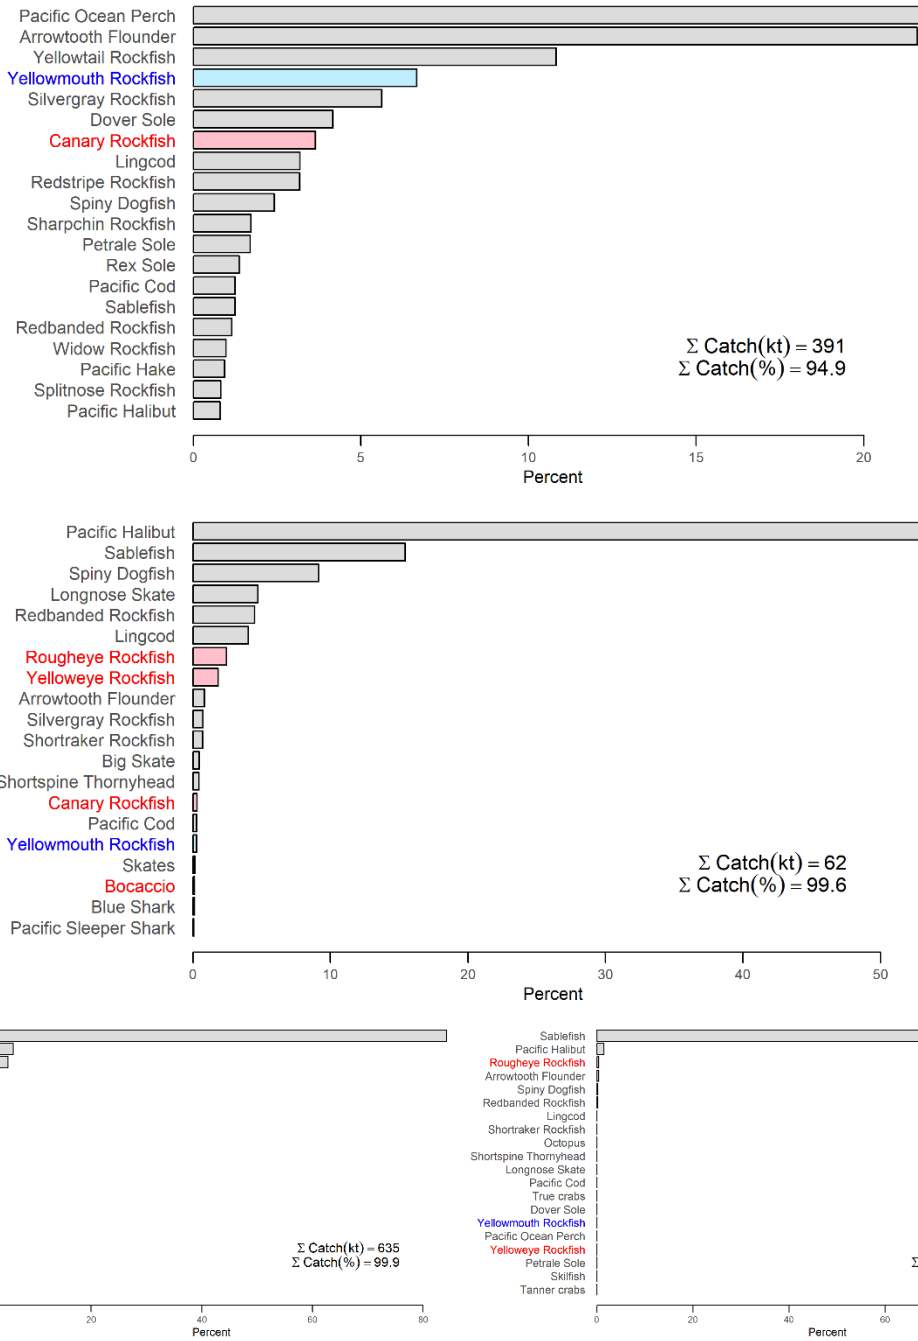 Pacific Ocean Perch
Arrowtooth Flounder
Yellowtail Rockfish
Yellowmouth Rockfish
Silvergray Rockfish
Dover Sole
Canary Rockfish
Lingcod
Redstripe Rockfish
Spiny Dogfish
Sharpchin Rockfish
Petrale Sole
Rex Sole
Pacific Cod
Sablefish
Redbanded Rockfish
Widow Rockfish
Pacific Hake
Splitnose Rockfish
Pacific Halibut
Σ Catch(kt) = 391
Σ Catch(%) = 94.9
0 5 10 15 20
Percent
Pacific Halibut
Sablefish
Spiny Dogfish
Longnose Skate
Redbanded Rockfish
Lingcod
Rougheye Rockfish
Yelloweye Rockfish
Arrowtooth Flounder
Silvergray Rockfish
Shortraker Rockfish
Big Skate
Shortspine Thornyhead
Canary Rockfish
Pacific Cod
Yellowmouth Rockfish
Skates
Bocaccio
Blue Shark
Pacific Sleeper Shark
Σ Catch(kt) = 62
Σ Catch(%) = 99.6
0 10 20 30 40 50
Percent
Σ Catch(kt) = 635
Σ Catch(%) = 99.9
20 40 60 80
Percent
Sablefish
Pacific Halibut
Rougheye Rockfish
Arrowtooth Flounder
Spiny Dogfish
Redbanded Rockfish
Lingcod
Shortraker Rockfish
Octopus
Shortspine Thornyhead
Longnose Skate
Pacific Cod
True crabs
Dover Sole
Yellowmouth Rockfish
Pacific Ocean Perch
Yelloweye Rockfish
Petrale Sole
Skilfish
Tanner crabs
Σ
0 20 40 60
Percent